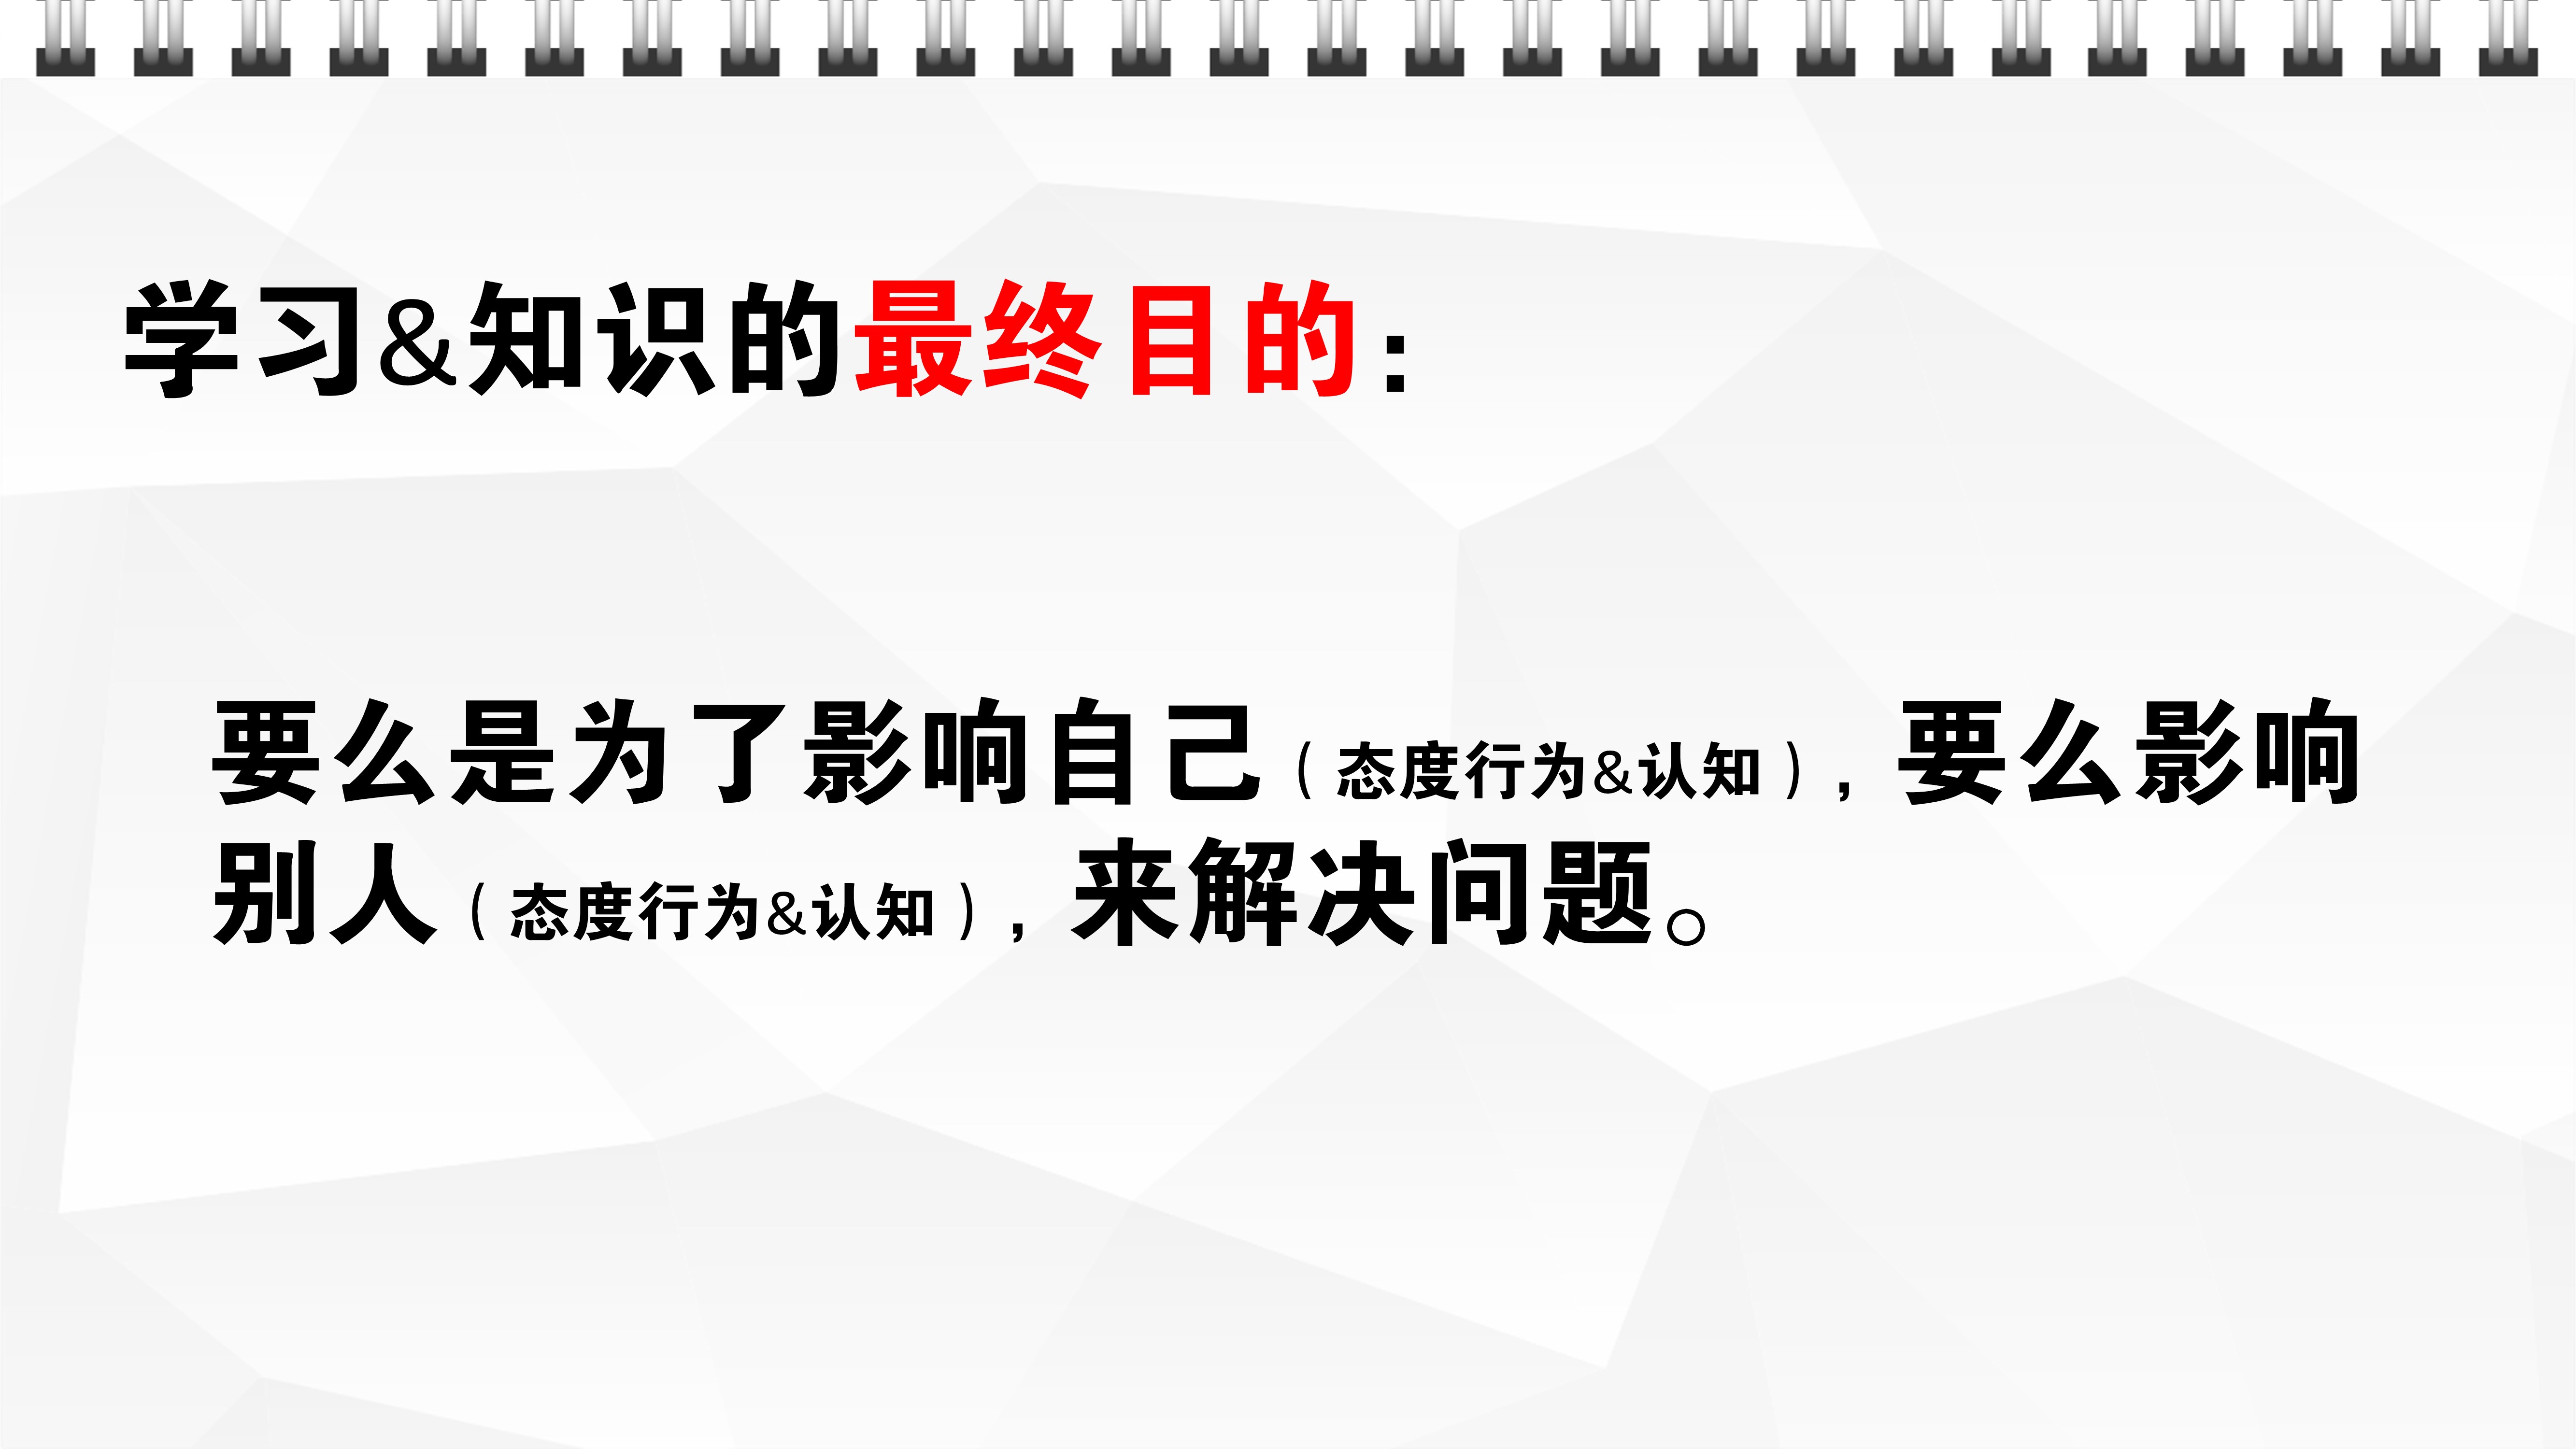 学习&知识的最终目的：
要么是为了影响自己（态度行为&认知），要么影响
别人（态度行为&认知），来解决问题。